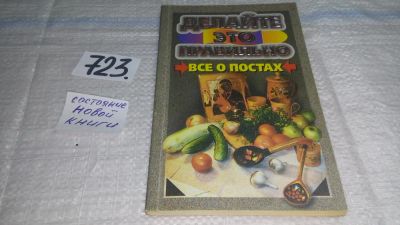 723.
состояние
новой
книги
ДЕЛАЙТЕ
ЭТО
ПРАВИЛЬНО
ВСЕ О ПОСТАХ